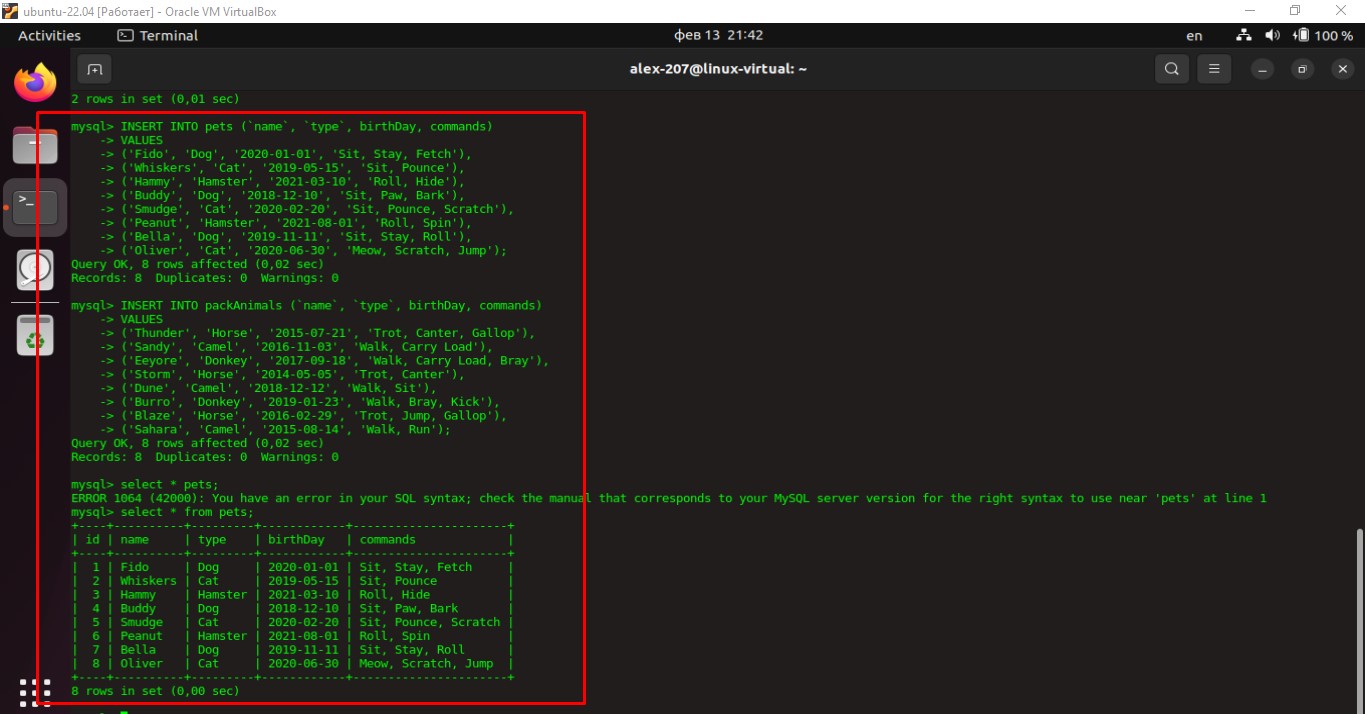 ubuntu-22.04 [Работает] - Oracle VM VirtualBox
Activities Terminal фев 13 21:42 en 100 %
alex-207@linux-virtual: ~
2 rows in set (0,01 sec)
mysql> INSERT INTO pets (`name`, `type`, birthDay, commands)
    -> VALUES
    -> ('Fido', 'Dog', '2020-01-01', 'Sit, Stay, Fetch'),
    -> ('Whiskers', 'Cat', '2019-05-15', 'Sit, Pounce'),
    -> ('Hammy', 'Hamster', '2021-03-10', 'Roll, Hide'),
    -> ('Buddy', 'Dog', '2018-12-10', 'Sit, Paw, Bark'),
    -> ('Smudge', 'Cat', '2020-02-20', 'Sit, Pounce, Scratch'),
    -> ('Peanut', 'Hamster', '2021-08-01', 'Roll, Spin'),
    -> ('Bella', 'Dog', '2019-11-11', 'Sit, Stay, Roll'),
    -> ('Oliver', 'Cat', '2020-06-30', 'Meow, Scratch, Jump');
Query OK, 8 rows affected (0,02 sec)
Records: 8  Duplicates: 0  Warnings: 0
mysql> INSERT INTO packAnimals (`name`, `type`, birthDay, commands)
    -> VALUES
    -> ('Thunder', 'Horse', '2015-07-21', 'Trot, Canter, Gallop'),
    -> ('Sandy', 'Camel', '2016-11-03', 'Walk, Carry Load'),
    -> ('Eeyore', 'Donkey', '2017-09-18', 'Walk, Carry Load, Bray'),
    -> ('Storm', 'Horse', '2014-05-05', 'Trot, Canter'),
    -> ('Dune', 'Camel', '2018-12-12', 'Walk, Sit'),
    -> ('Burro', 'Donkey', '2019-01-23', 'Walk, Bray, Kick'),
    -> ('Blaze', 'Horse', '2016-02-29', 'Trot, Jump, Gallop'),
    -> ('Sahara', 'Camel', '2015-08-14', 'Walk, Run');
Query OK, 8 rows affected (0,02 sec)
Records: 8  Duplicates: 0  Warnings: 0
mysql> select * pets;
ERROR 1064 (42000): You have an error in your SQL syntax; check the manual that corresponds to your MySQL server version for the right syntax to use near 'pets' at line 1
mysql> select * from pets;
+----+----------+---------+------------+----------------------+
| id | name     | type    | birthDay   | commands             |
+----+----------+---------+------------+----------------------+
|  1 | Fido     | Dog     | 2020-01-01 | Sit, Stay, Fetch     |
|  2 | Whiskers | Cat     | 2019-05-15 | Sit, Pounce          |
|  3 | Hammy    | Hamster | 2021-03-10 | Roll, Hide           |
|  4 | Buddy    | Dog     | 2018-12-10 | Sit, Paw, Bark       |
|  5 | Smudge   | Cat     | 2020-02-20 | Sit, Pounce, Scratch |
|  6 | Peanut   | Hamster | 2021-08-01 | Roll, Spin           |
|  7 | Bella    | Dog     | 2019-11-11 | Sit, Stay, Roll      |
|  8 | Oliver   | Cat     | 2020-06-30 | Meow, Scratch, Jump  |
+----+----------+---------+------------+----------------------+
8 rows in set (0,00 sec)